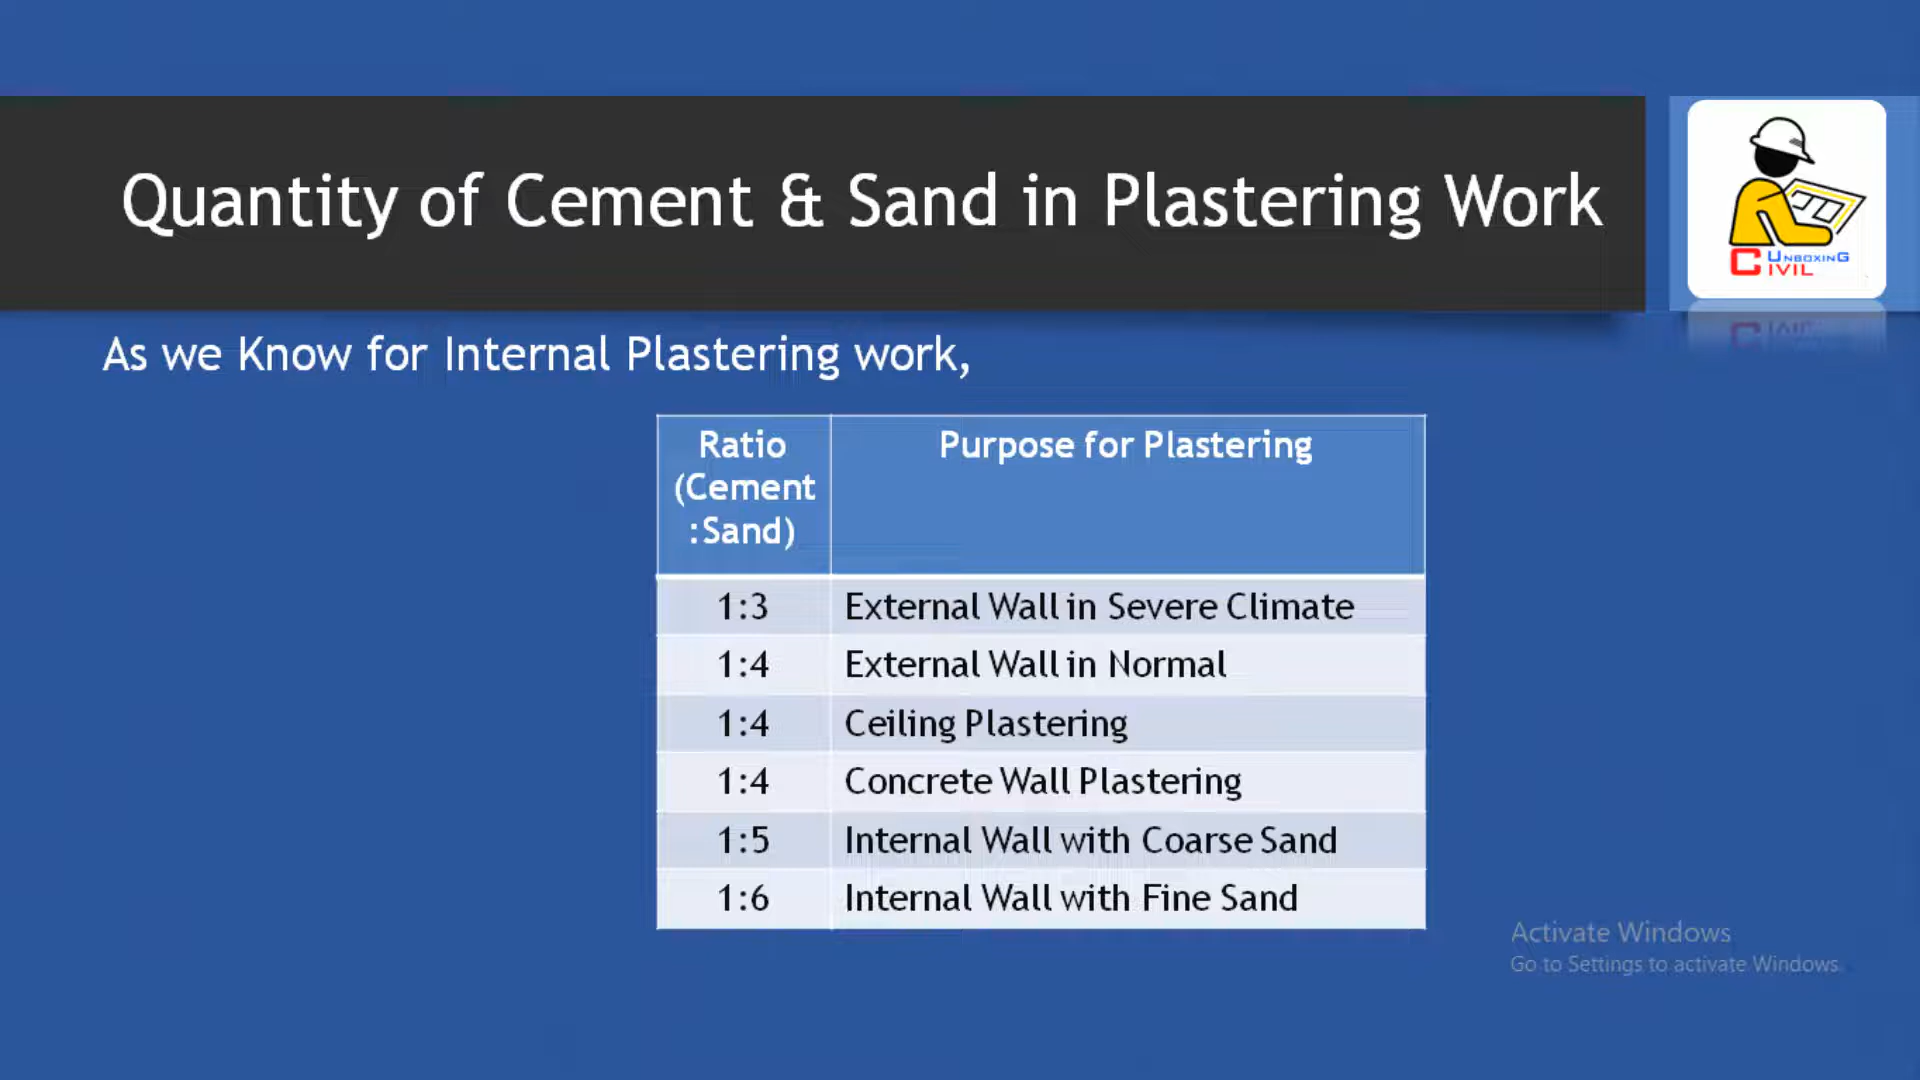 Quantity of Cement & Sand in Plastering Work
UNBOXING
CIVIL
As we Know for Internal Plastering work,
Ratio
(Cement
:Sand)
Purpose for Plastering
1:3 External Wall in Severe Climate
1:4 External Wall in Normal
1:4 Ceiling Plastering
1:4 Concrete Wall Plastering
1:5 Internal Wall with Coarse Sand
1:6 Internal Wall with Fine Sand
Activate Windows
Go to Settings to activate Windows.